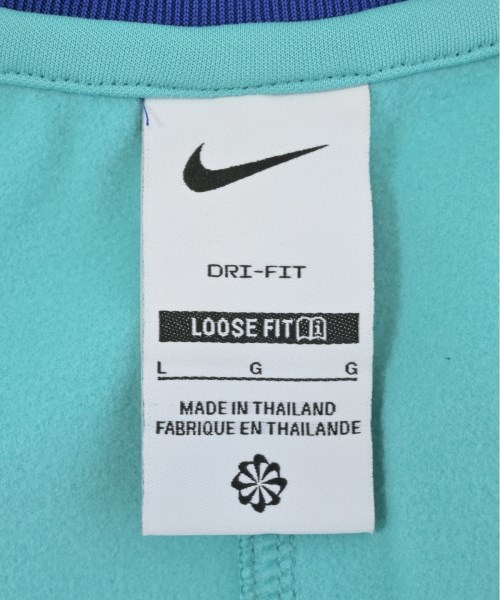 DRI-FIT
LOOSE FIT
L G G
MADE IN THAILAND
FABRIQUE EN THAILANDE